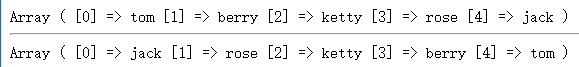 Array ( [0] => tom [1] => berry [2] => ketty [3] => rose [4] => jack )
Array ( [0] => jack [1] => rose [2] => ketty [3] => berry [4] => tom )